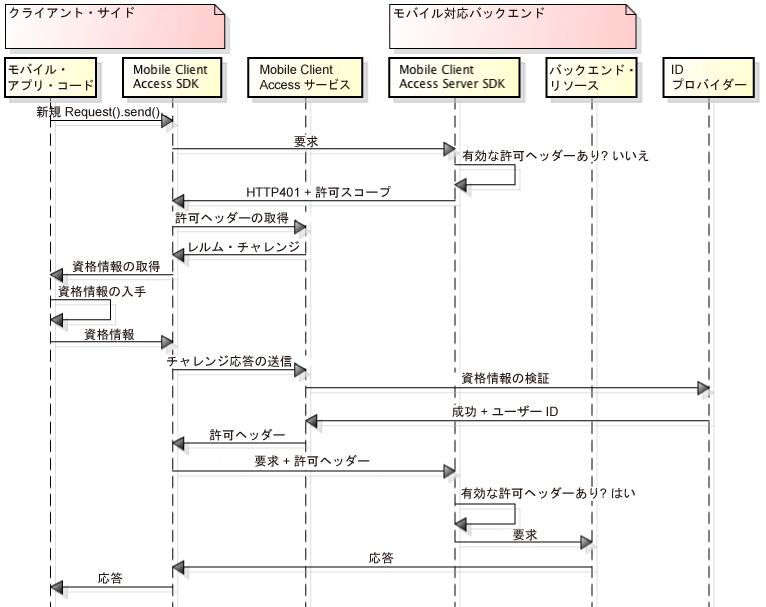 クライアント・サイド
モバイル対応バックエンド
モバイル・
アプリ・コード
Mobile Client
Access SDK
Mobile Client
Access サービス
Mobile Client
Access Server SDK
バックエンド・
リソース
ID
プロバイダー
新規 Request().send()
要求
有効な許可ヘッダーあり? いいえ
HTTP401 + 許可スコープ
許可ヘッダーの取得
レルム・チャレンジ
資格情報の取得
資格情報の入手
資格情報
チャレンジ応答の送信
資格情報の検証
成功 + ユーザー ID
許可ヘッダー
要求 + 許可ヘッダー
有効な許可ヘッダーあり? はい
要求
応答
応答